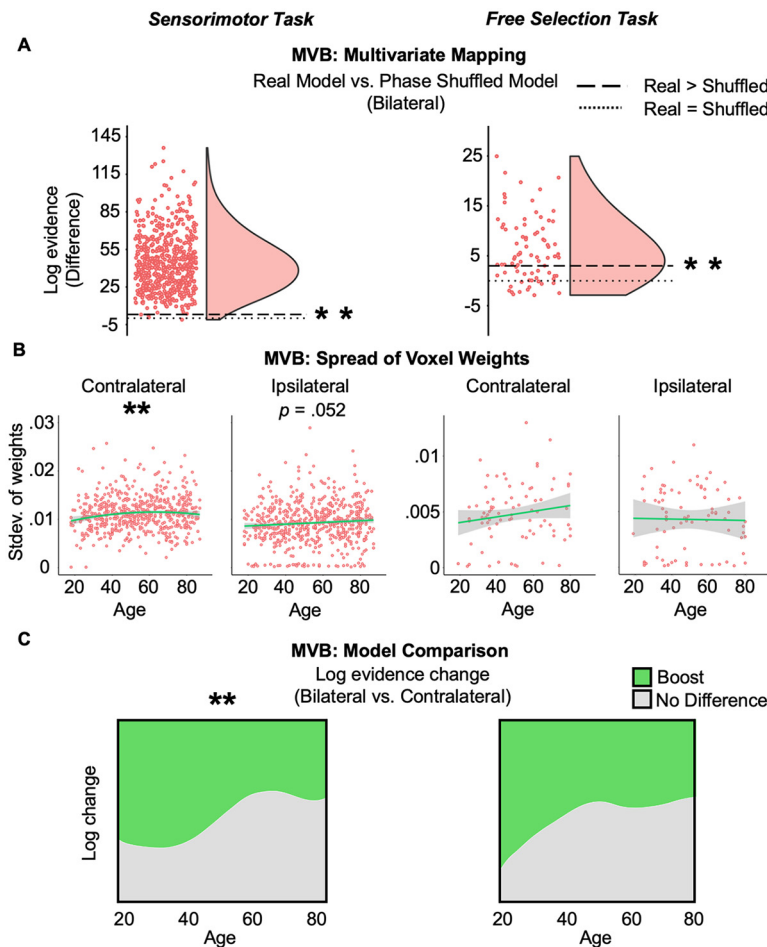 Sensorimotor Task
Free Selection Task
A
MVB: Multivariate Mapping
Real Model vs. Phase Shuffled Model
(Bilateral)
Real > Shuffled
Real = Shuffled
Log evidence
(Difference)
145
115
85
55
25
-5
* *
25
15
5
-5
* *
B
MVB: Spread of Voxel Weights
Contralateral
Ipsilateral
Contralateral
Ipsilateral
**
p = .052
Stdev. of weights
.03
.02
.01
0
.01
.005
0
20 40 60 80
20 40 60 80
20 40 60 80
20 40 60 80
Age
Age
Age
Age
C
MVB: Model Comparison
Log evidence change
(Bilateral vs. Contralateral)
Boost
No Difference
**
Log change
20 40 60 80
20 40 60 80
Age
Age